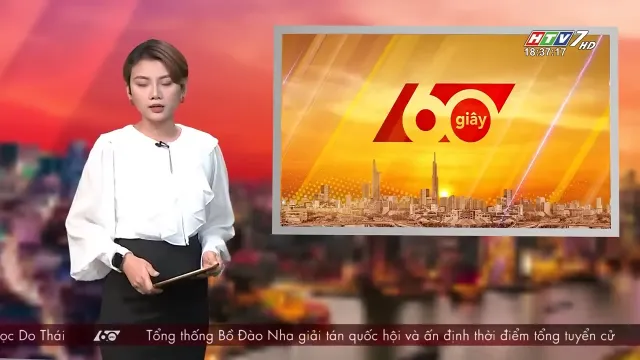 HTV7 HD
18:37:17
60 giây
ọc Do Thái 60 Tổng thống Bồ Đào Nha giải tán quốc hội và ấn định thời điểm tổng tuyển cử